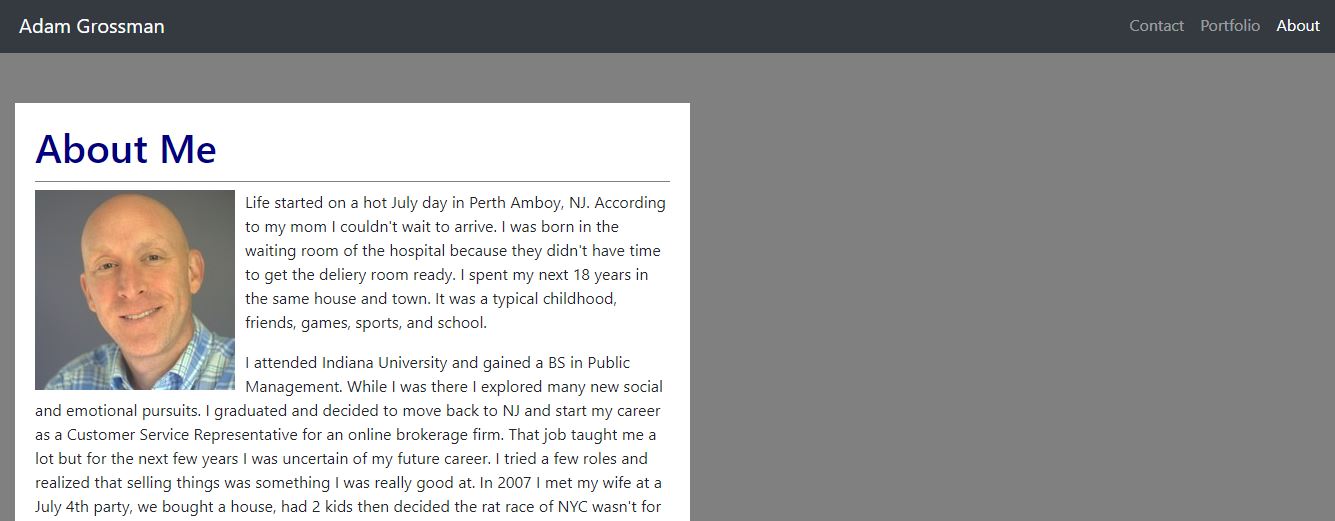 Adam Grossman
Contact Portfolio About
About Me
Life started on a hot July day in Perth Amboy, NJ. According
to my mom I couldn't wait to arrive. I was born in the
waiting room of the hospital because they didn't have time
to get the deliery room ready. I spent my next 18 years in
the same house and town. It was a typical childhood,
friends, games, sports, and school.
I attended Indiana University and gained a BS in Public
Management. While I was there I explored many new social
and emotional pursuits. I graduated and decided to move back to NJ and start my career
as a Customer Service Representative for an online brokerage firm. That job taught me a
lot but for the next few years I was uncertain of my future career. I tried a few roles and
realized that selling things was something I was really good at. In 2007 I met my wife at a
July 4th party, we bought a house, had 2 kids then decided the rat race of NYC wasn't for